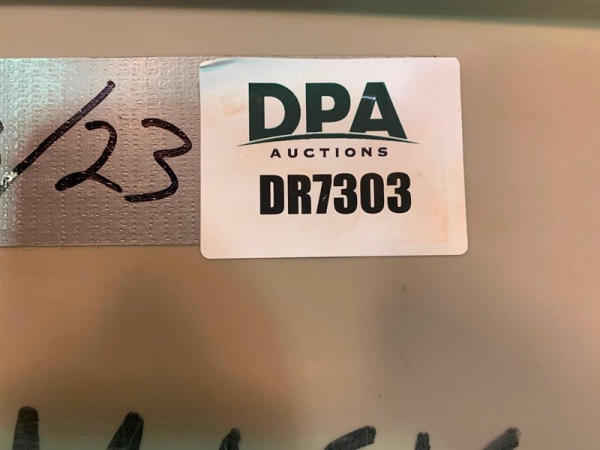 /23
DPA
AUCTIONS
DR7303